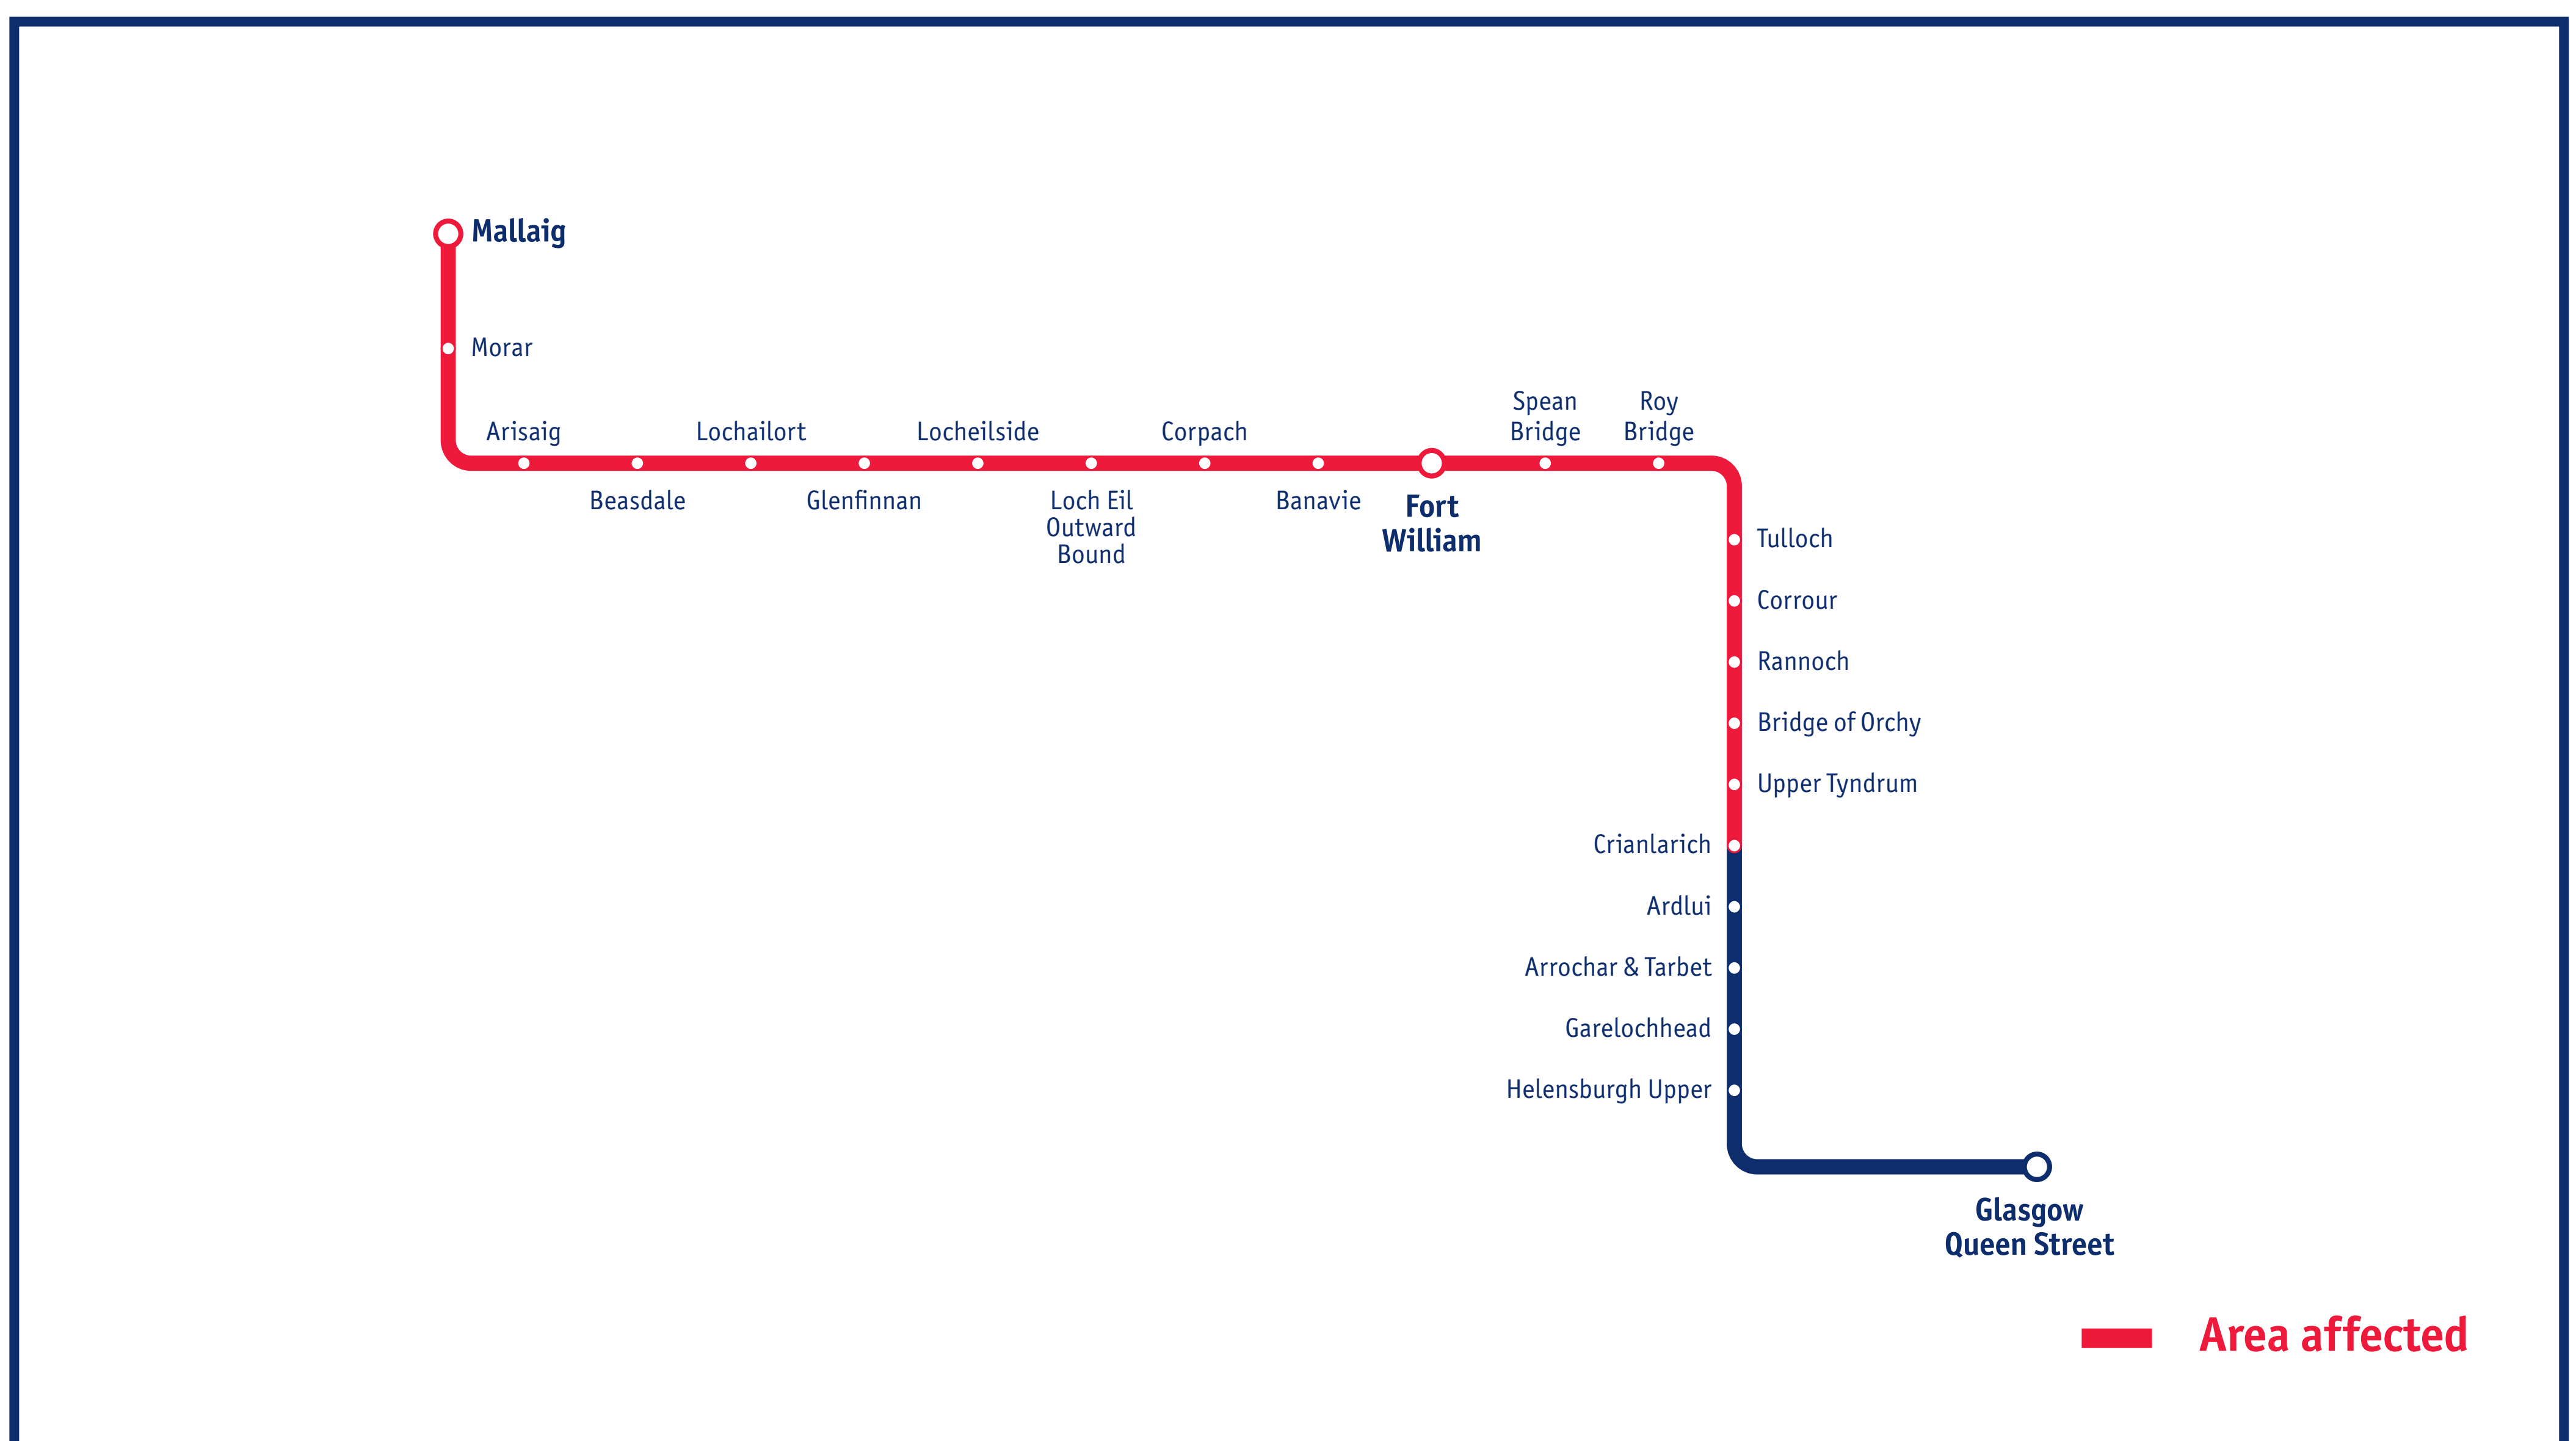 Mallaig
Morar
Arisaig
Beasdale
Lochailort
Glenfinnan
Locheilside
Loch Eil
Outward
Bound
Corpach
Banavie
Fort
William
Spean
Bridge
Roy
Bridge
Tulloch
Corrour
Rannoch
Bridge of Orchy
Upper Tyndrum
Crianlarich
Ardlui
Arrochar & Tarbet
Garelochhead
Helensburgh Upper
Glasgow
Queen Street
Area affected